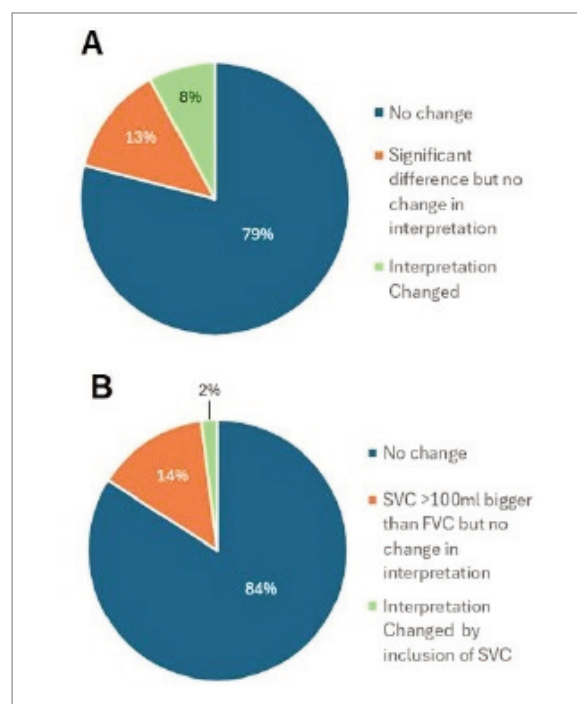 A
8%
13%
79%
No change
Significant
difference but no
change in
interpretation
Interpretation
Changed
B
2%
14%
84%
No change
SVC >100ml bigger
than FVC but no
change in
interpretation
Interpretation
Changed by
inclusion of SVC